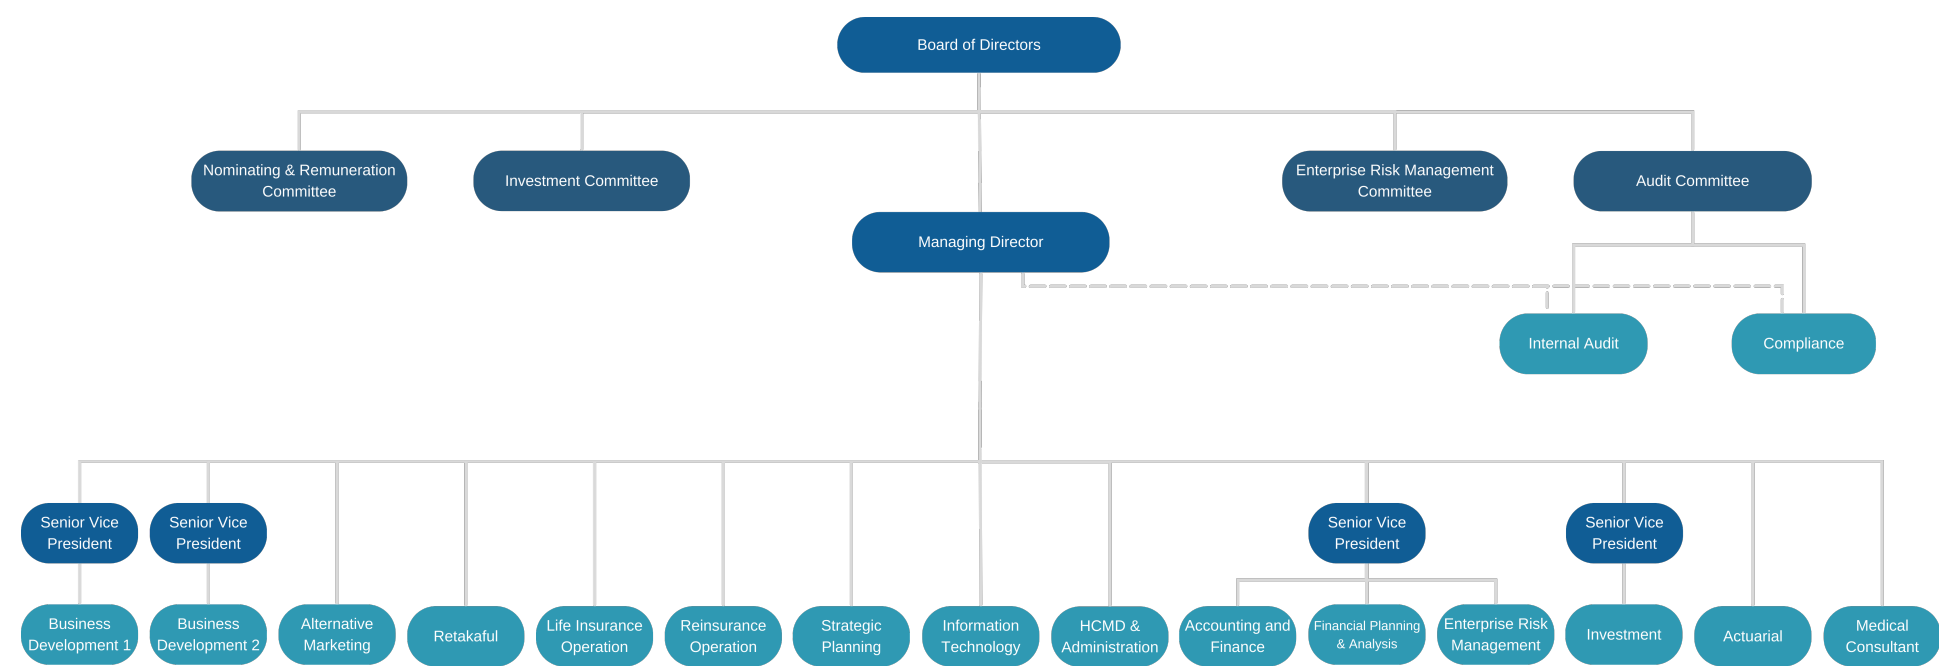 Board of Directors
Nominating & Remuneration
Committee
Investment Committee
Enterprise Risk Management
Committee
Audit Committee
Managing Director
Internal Audit
Compliance
Senior Vice
President
Senior Vice
President
Senior Vice
President
Senior Vice
President
Business
Development 1
Business
Development 2
Alternative
Marketing
Retakaful
Life Insurance
Operation
Reinsurance
Operation
Strategic
Planning
Information
Technology
HCMD &
Administration
Accounting and
Finance
Financial Planning
& Analysis
Enterprise Risk
Management
Investment
Actuarial
Medical
Consultant